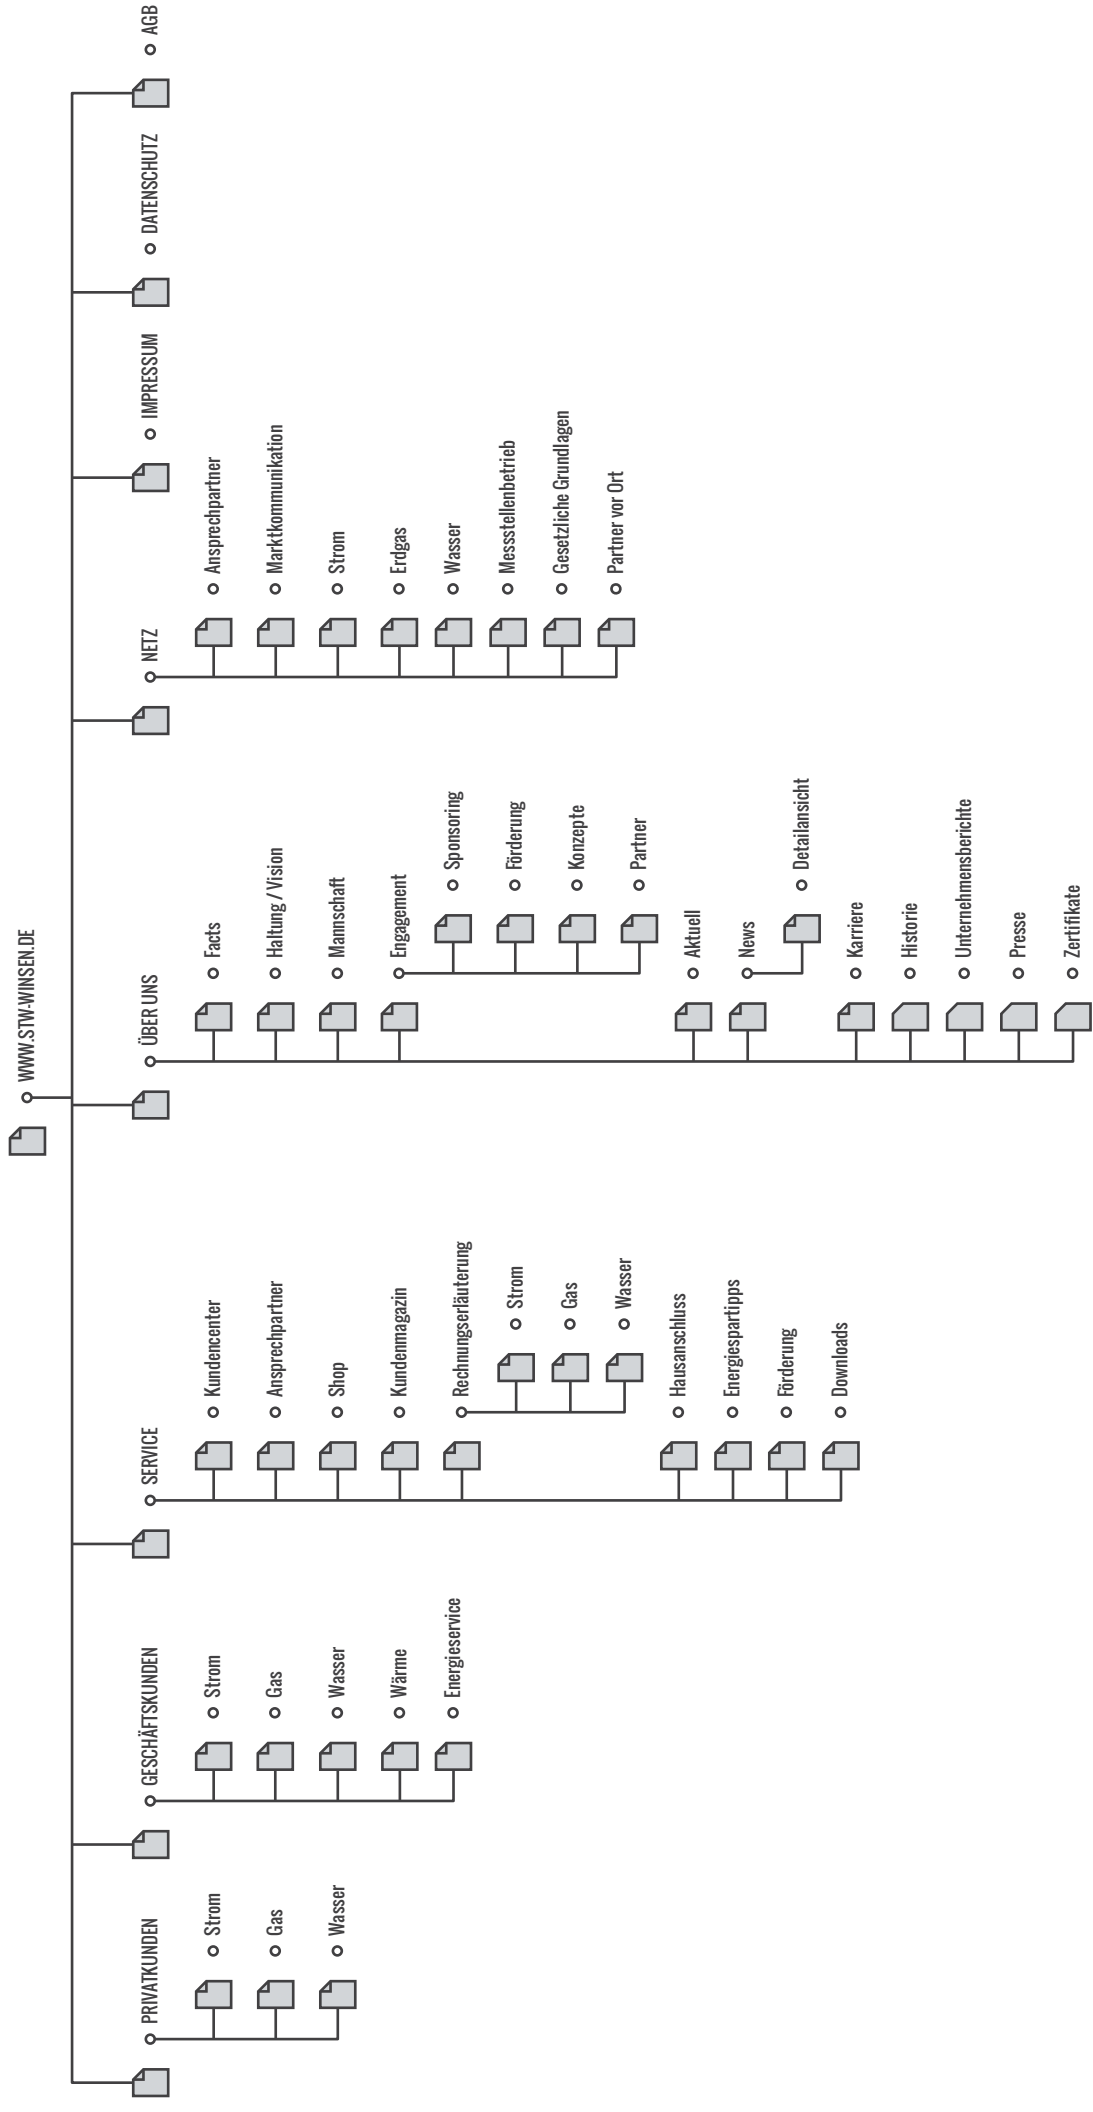 WWW.STW-WINSEN.DE
PRIVATKUNDEN
Strom
Gas
Wasser
GESCHÄFTSKUNDEN
Strom
Gas
Wasser
Wärme
Energieservice
SERVICE
Kundencenter
Ansprechpartner
Shop
Kundenmagazin
Rechnungserläuterung
Strom
Gas
Wasser
Hausanschluss
Energiespartipps
Förderung
Downloads
ÜBER UNS
Facts
Haltung / Vision
Mannschaft
Engagement
Sponsoring
Förderung
Konzepte
Partner
Aktuell
News
Detailansicht
Karriere
Historie
Unternehmensberichte
Presse
Zertifikate
NETZ
Ansprechpartner
Marktkommunikation
Strom
Erdgas
Wasser
Messstellenbetrieb
Gesetzliche Grundlagen
Partner vor Ort
IMPRESSUM
DATENSCHUTZ
AGB